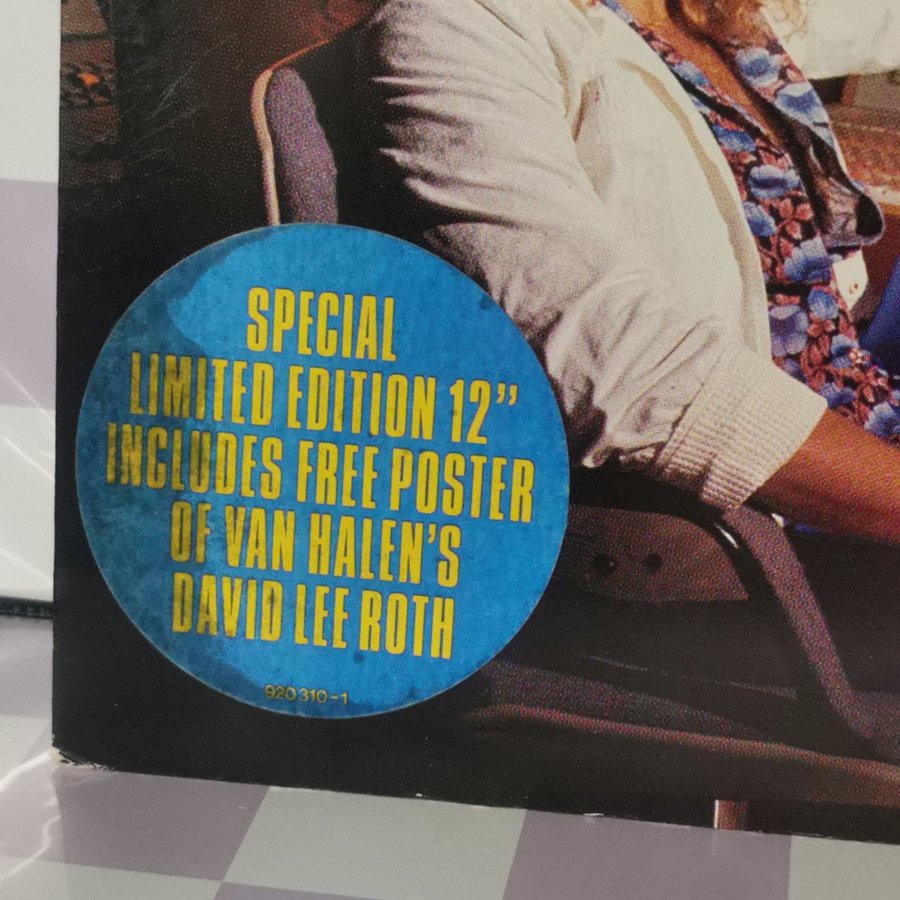 SPECIAL
LIMITED EDITION 12”
INCLUDES FREE POSTER
OF VAN HALEN’S
DAVID LEE ROTH
920 310-1